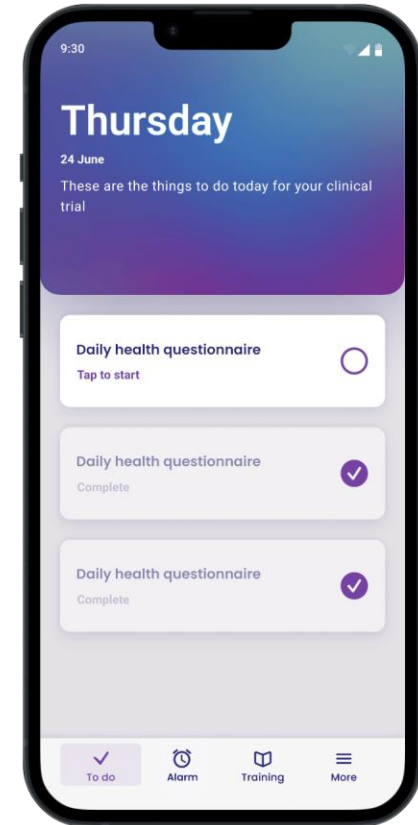 9:30
Thursday
24 June
These are the things to do today for your clinical
trial
Daily health questionnaire
Tap to start
Daily health questionnaire
Complete
Daily health questionnaire
Complete
To do
Alarm
Training
More